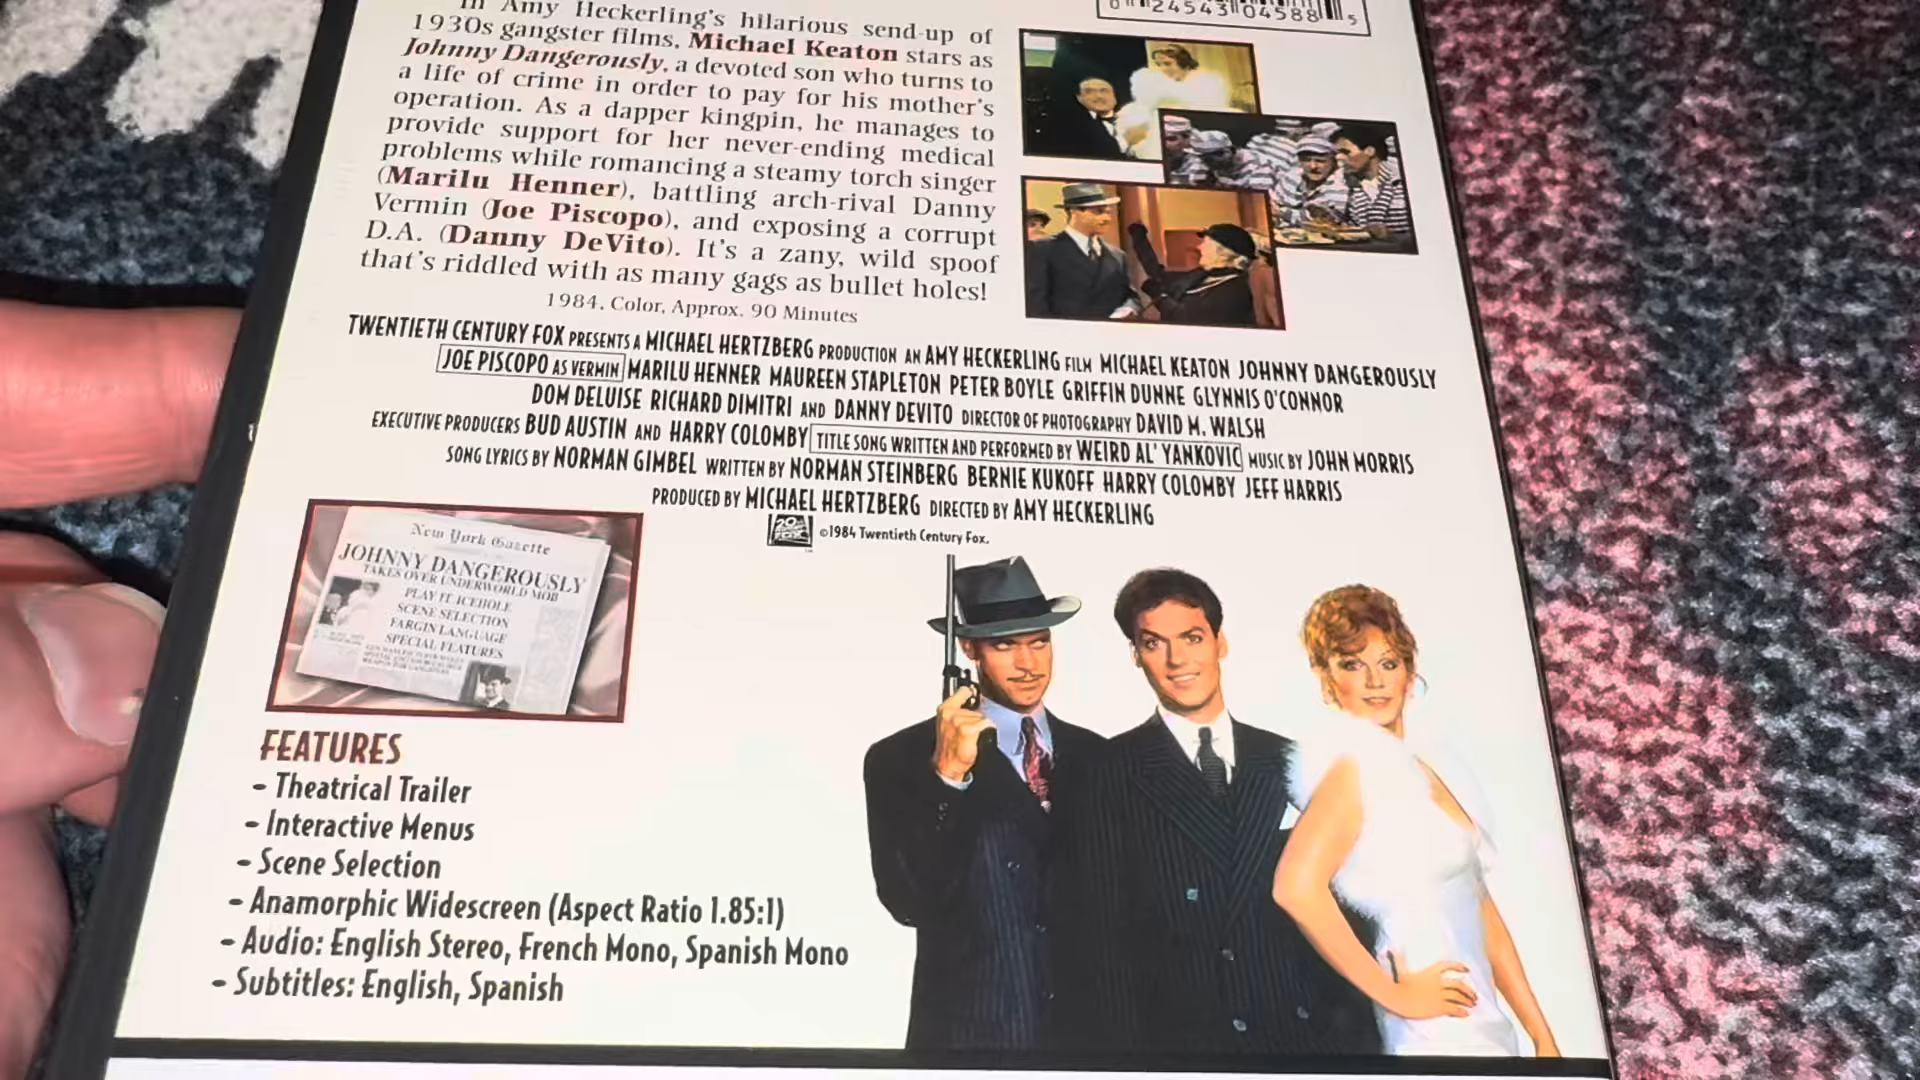 In Amy Heckerling's hilarious send-up of
1930s gangster films, Michael Keaton stars as
Johnny Dangerously, a devoted son who turns to
a life of crime in order to pay for his mother's
operation. As a dapper kingpin, he manages to
provide support for her never-ending medical
problems while romancing a steamy torch singer
(Marilu Henner), battling arch-rival Danny
Vermin (Joe Piscopo), and exposing a corrupt
D.A. (Danny DeVito). It's a zany, wild spoof
that's riddled with as many gags as bullet holes!
1984, Color, Approx. 90 Minutes
0 24543 04588 5
TWENTIETH CENTURY FOX PRESENTS A MICHAEL HERTZBERG PRODUCTION AN AMY HECKERLING FILM MICHAEL KEATON JOHNNY DANGEROUSLY
JOE PISCOPO AS VERMIN MARILU HENNER MAUREEN STAPLETON PETER BOYLE GRIFFIN DUNNE GLYNNIS O'CONNOR
DOM DELUISE RICHARD DIMITRI AND DANNY DEVITO DIRECTOR OF PHOTOGRAPHY DAVID M. WALSH
EXECUTIVE PRODUCERS BUD AUSTIN AND HARRY COLOMBY TITLE SONG WRITTEN AND PERFORMED BY WEIRD AL' YANKOVIC MUSIC BY JOHN MORRIS
SONG LYRICS BY NORMAN GIMBEL WRITTEN BY NORMAN STEINBERG BERNIE KUKOFF HARRY COLOMBY JEFF HARRIS
PRODUCED BY MICHAEL HERTZBERG DIRECTED BY AMY HECKERLING
20th CENTURY FOX
©1984 Twentieth Century Fox.
New York Gazette
JOHNNY DANGEROUSLY
TAKES OVER UNDERWORLD MOB
PLAY IT ICEHOLE
SCENE SELECTION
FARGIN LANGUAGE
SPECIAL FEATURES
FEATURES
- Theatrical Trailer
- Interactive Menus
- Scene Selection
- Anamorphic Widescreen (Aspect Ratio 1.85:1)
- Audio: English Stereo, French Mono, Spanish Mono
- Subtitles: English, Spanish